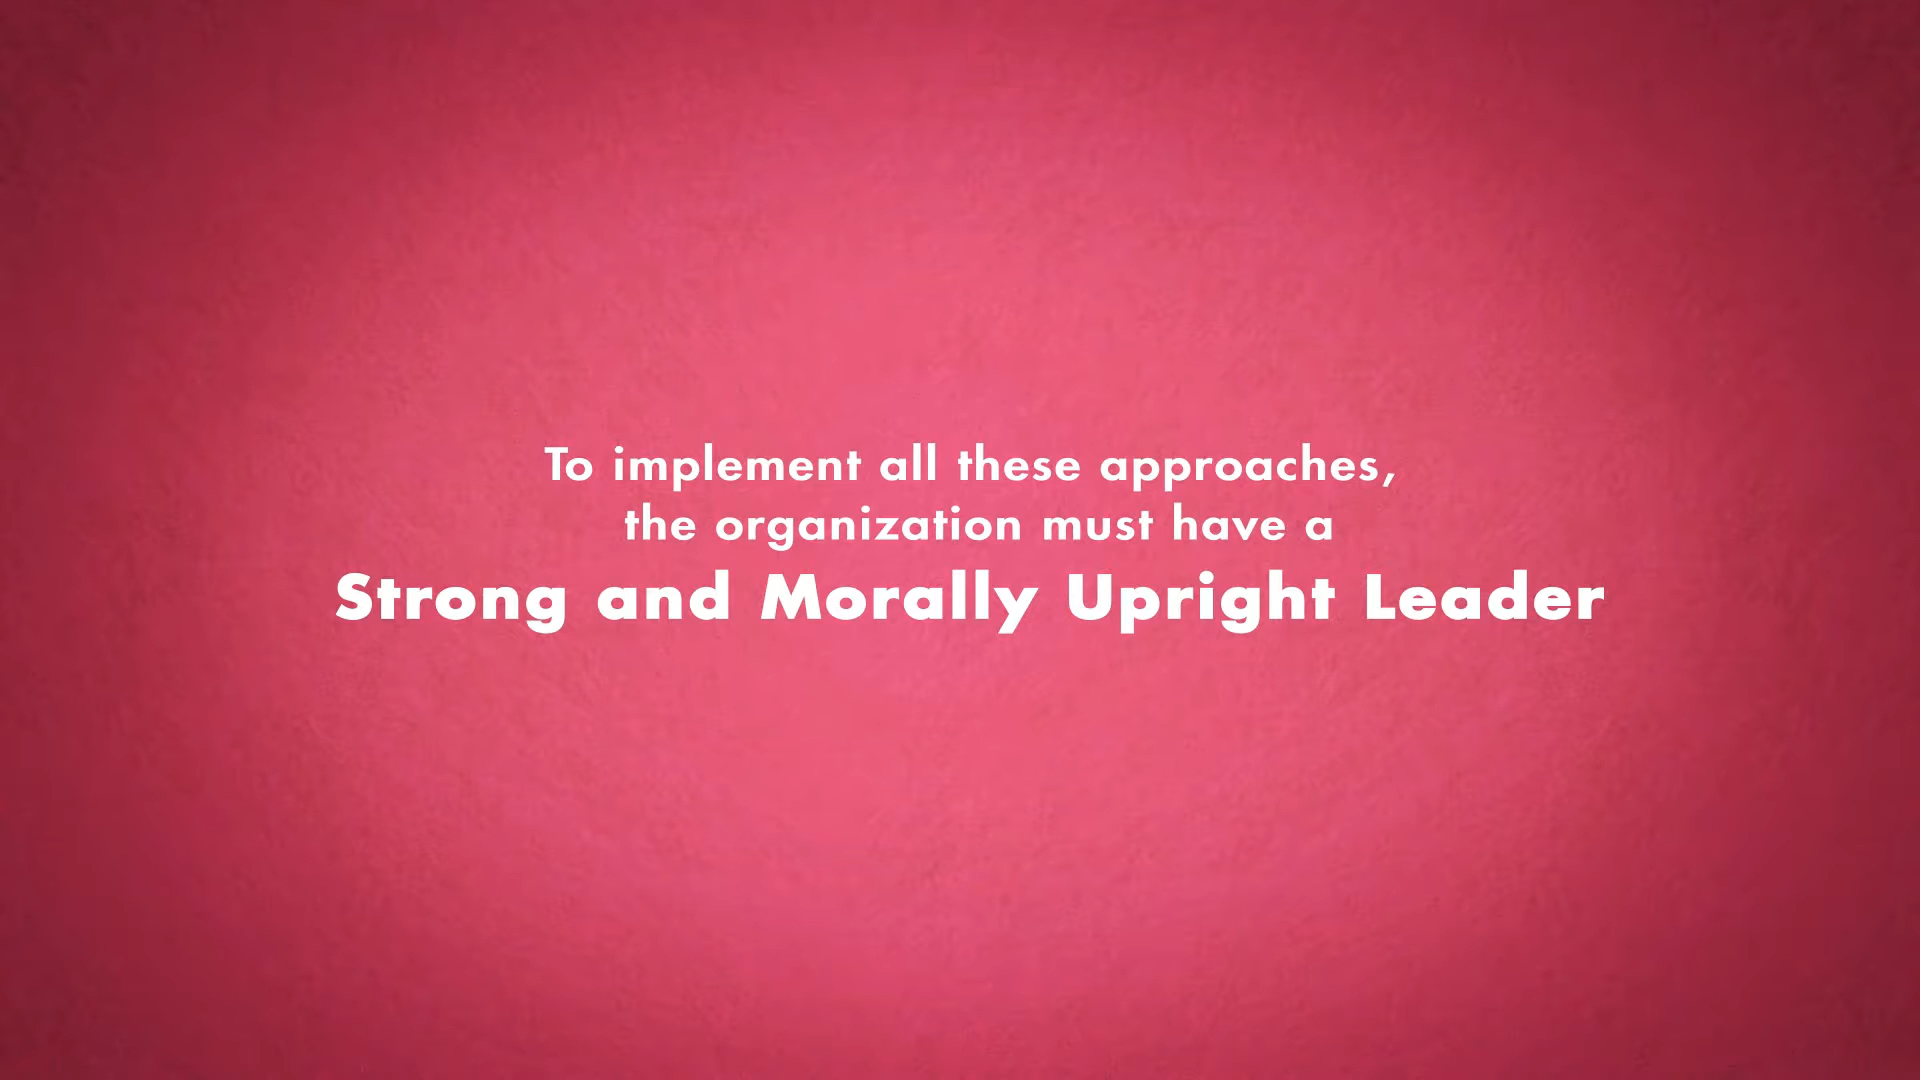 To implement all these approaches,
the organization must have a
Strong and Morally Upright Leader